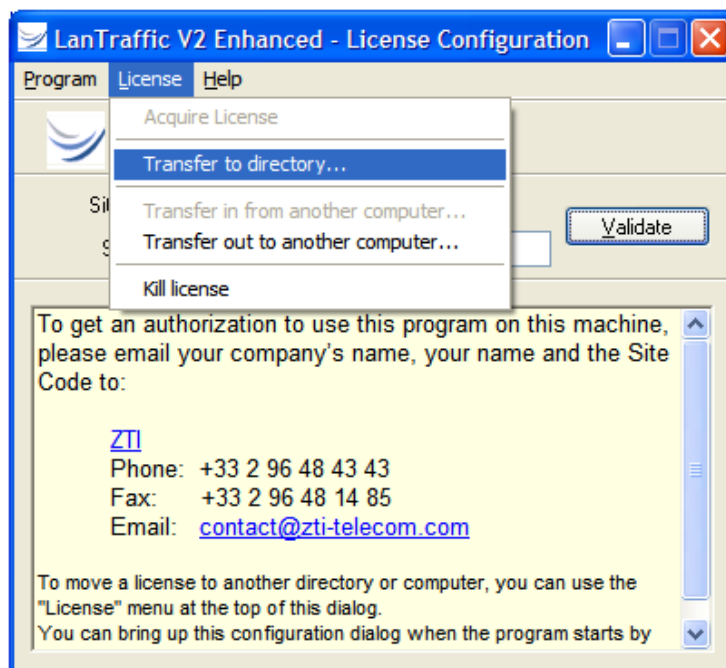 LanTraffic V2 Enhanced - License Configuration
Program License Help
Acquire License
Transfer to directory...
Transfer in from another computer...
Transfer out to another computer...
Kill license
Validate
To get an authorization to use this program on this machine,
please email your company's name, your name and the Site
Code to:
ZTI
Phone: +33 2 96 48 43 43
Fax: +33 2 96 48 14 85
Email: contact@zti-telecom.com
To move a license to another directory or computer, you can use the
"License" menu at the top of this dialog.
You can bring up this configuration dialog when the program starts by